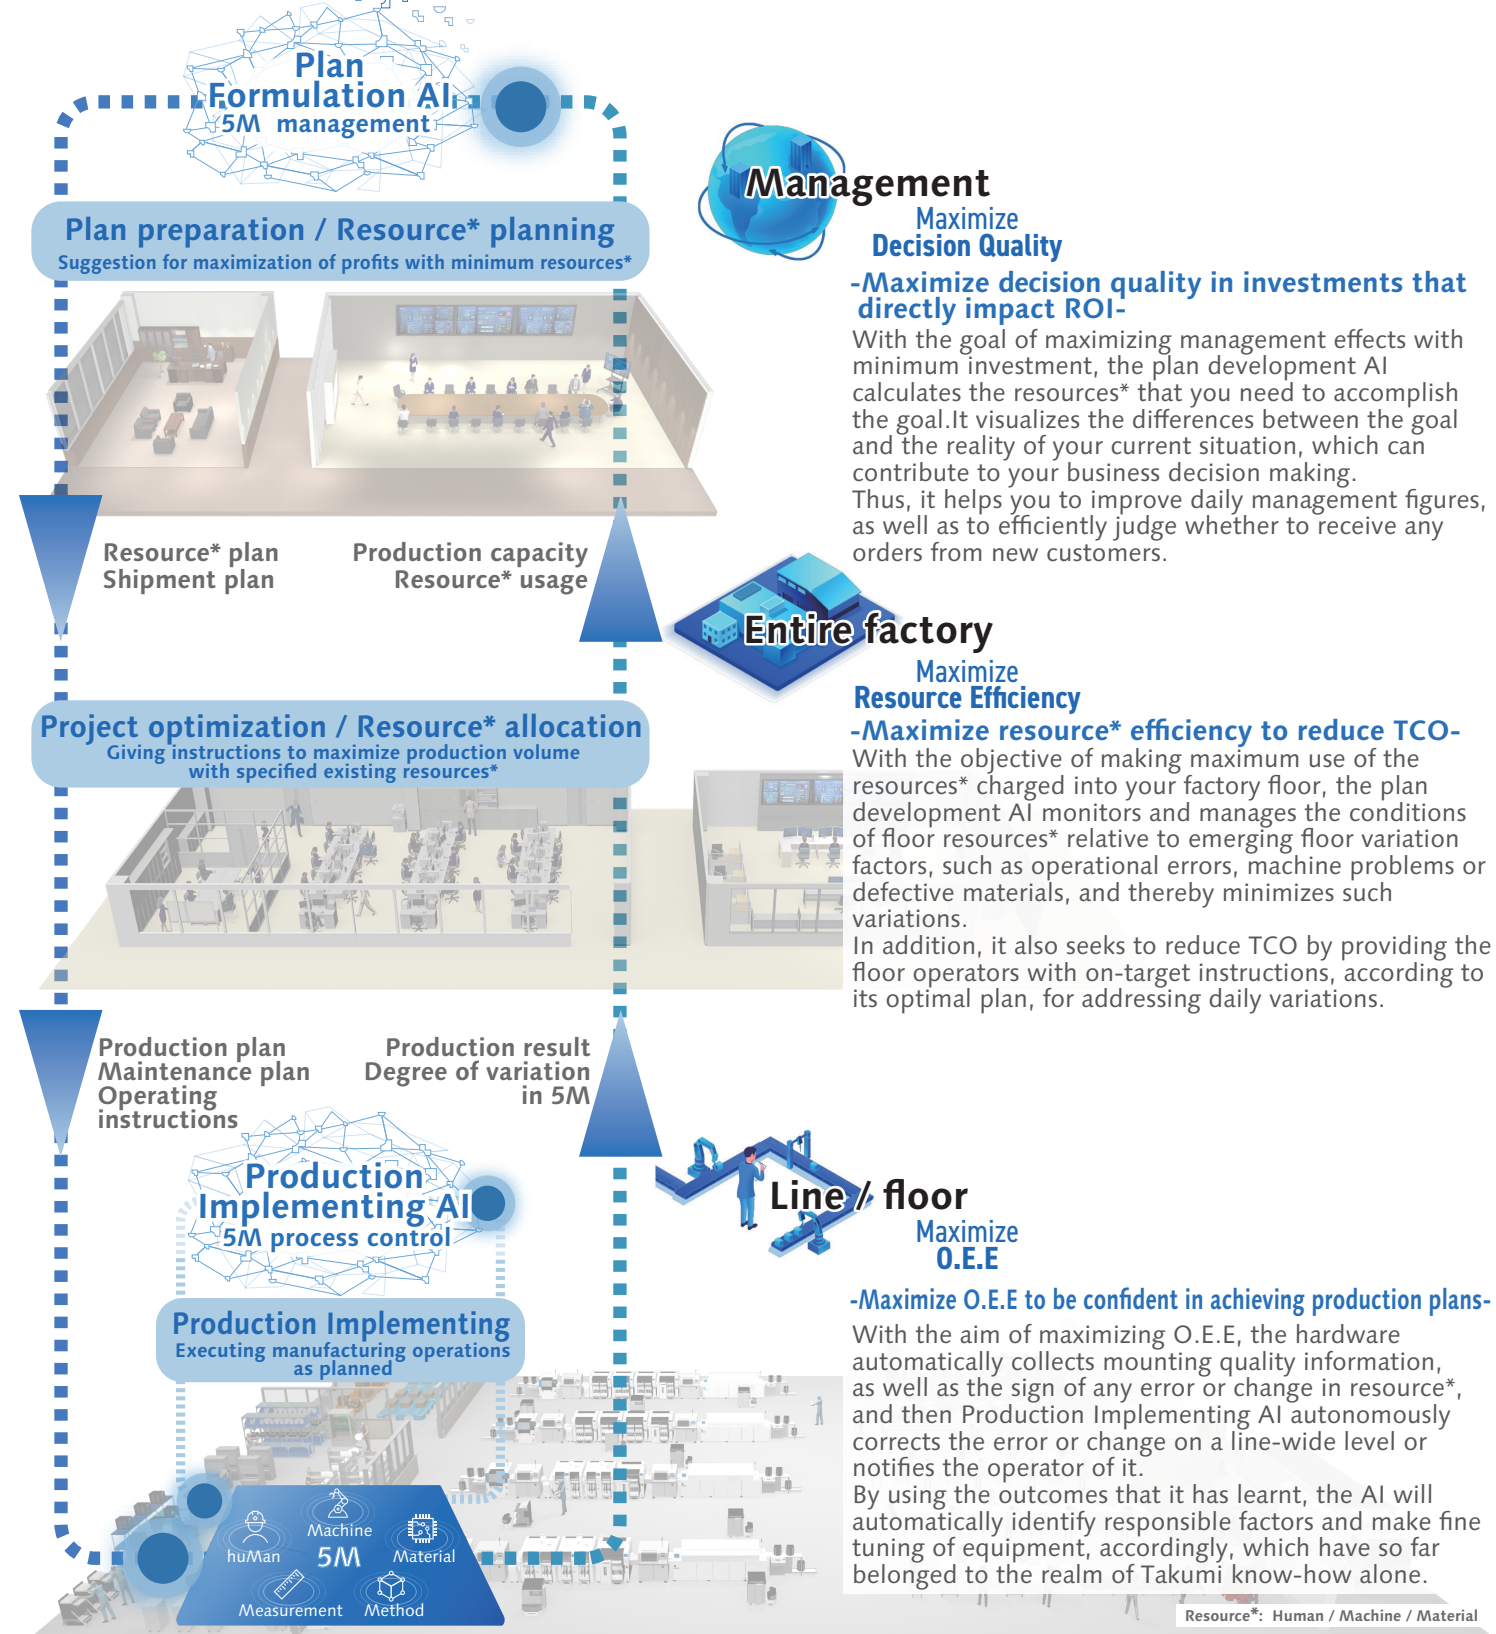 Plan
Formulation AI
5M management
Plan preparation / Resource* planning
Suggestion for maximization of profits with minimum resources*
Management
Maximize
Decision Quality
-Maximize decision quality in investments that
directly impact ROI-
With the goal of maximizing management effects with
minimum investment, the plan development AI
calculates the resources* that you need to accomplish
the goal.It visualizes the differences between the goal
and the reality of your current situation, which can
contribute to your business decision making.
Thus, it helps you to improve daily management figures,
as well as to efficiently judge whether to receive any
orders from new customers.
Resource* plan
Shipment plan
Production capacity
Resource* usage
Entire factory
Maximize
Resource Efficiency
-Maximize resource* efficiency to reduce TCO-
With the objective of making maximum use of the
resources* charged into your factory floor, the plan
development AI monitors and manages the conditions
of floor resources* relative to emerging floor variation
factors, such as operational errors, machine problems or
defective materials, and thereby minimizes such
variations.
In addition, it also seeks to reduce TCO by providing the
floor operators with on-target instructions, according to
its optimal plan, for addressing daily variations.
Project optimization / Resource* allocation
Giving instructions to maximize production volume
with specified existing resources*
Production plan
Maintenance plan
Operating
instructions
Production result
Degree of variation
in 5M
Production
Implementing AI
5M process control
Production Implementing
Executing manufacturing operations
as planned
Line / floor
Maximize
O.E.E
-Maximize O.E.E to be confident in achieving production plans-
With the aim of maximizing O.E.E, the hardware
automatically collects mounting quality information,
as well as the sign of any error or change in resource*,
and then Production Implementing AI autonomously
corrects the error or change on a line-wide level or
notifies the operator of it.
By using the outcomes that it has learnt, the AI will
automatically identify responsible factors and make fine
tuning of equipment, accordingly, which have so far
belonged to the realm of Takumi know-how alone.
Machine
huMan
5M
Material
Measurement
Method
Resource*: Human / Machine / Material